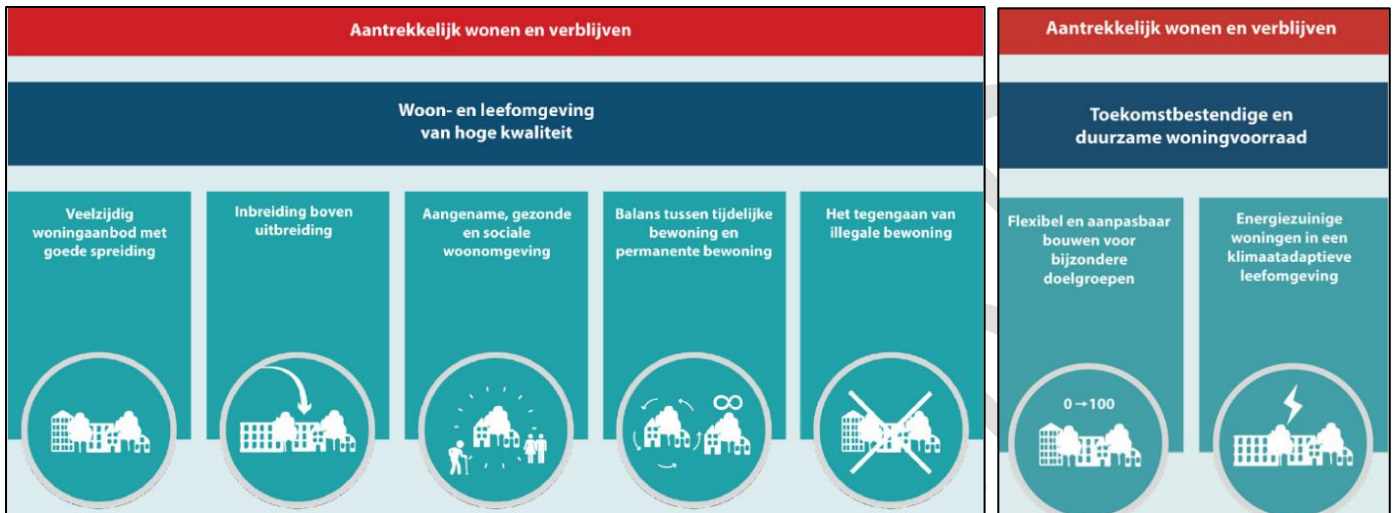 Aantrekkelijk wonen en verblijven
Woon- en leefomgeving
van hoge kwaliteit
Veelzijdig
woningaanbod met
goede spreiding
Inbreiding boven
uitbreiding
Aangename, gezonde
en sociale
woonomgeving
Balans tussen tijdelijke
bewoning en
permanente bewoning
Het tegengaan van
illegale bewoning
Aantrekkelijk wonen en verblijven
Toekomstbestendige en
duurzame woningvoorraad
Flexibel en aanpasbaar
bouwen voor
bijzondere
doelgroepen
0→100
Energiezuinige
woningen in een
klimaatadaptieve
leefomgeving